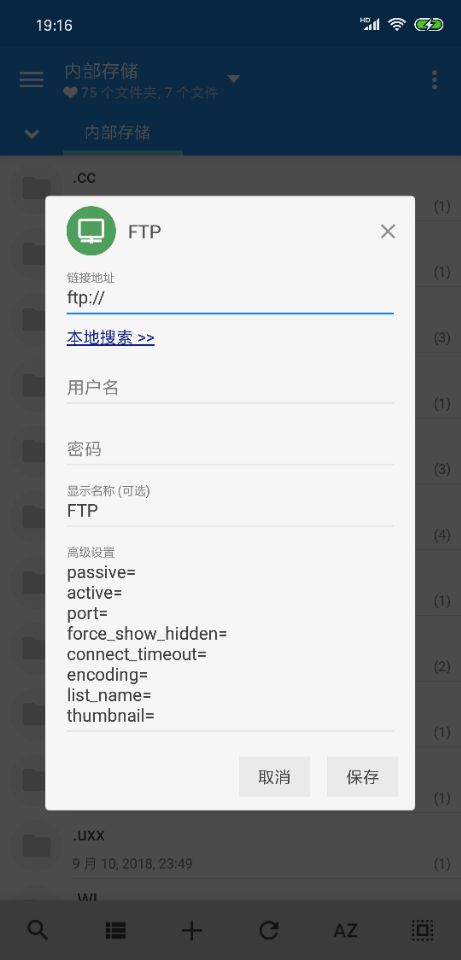 19:16
HD
内部存储
75 个文件夹, 7 个文件
内部存储
.cc
(1)
FTP
链接地址
ftp://
(1)
本地搜索 >>
(3)
用户名
(1)
密码
(3)
显示名称 (可选)
FTP
(4)
高级设置
passive=
active=
(1)
port=
force_show_hidden=
connect_timeout=
(2)
encoding=
list_name=
thumbnail=
(1)
取消
保存
(1)
.uxx
9 月 10, 2018, 23:49
(1)
AZ